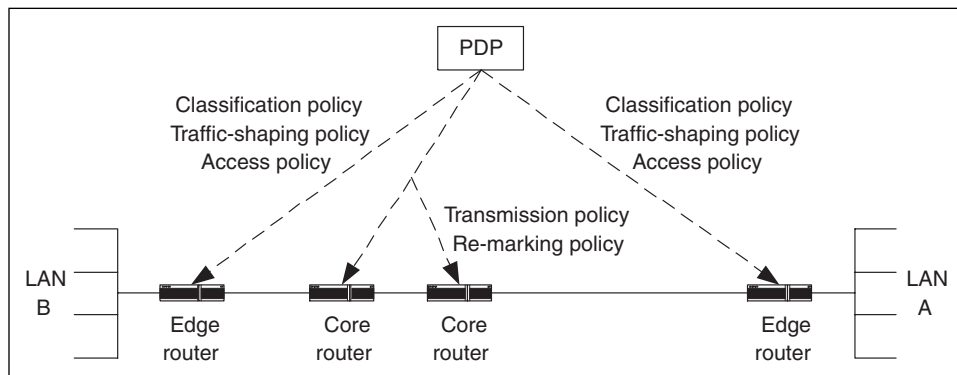 PDP
Classification policy
Traffic-shaping policy
Access policy
Classification policy
Traffic-shaping policy
Access policy
Transmission policy
Re-marking policy
LAN
B
LAN
A
Edge
router
Core
router
Core
router
Edge
router